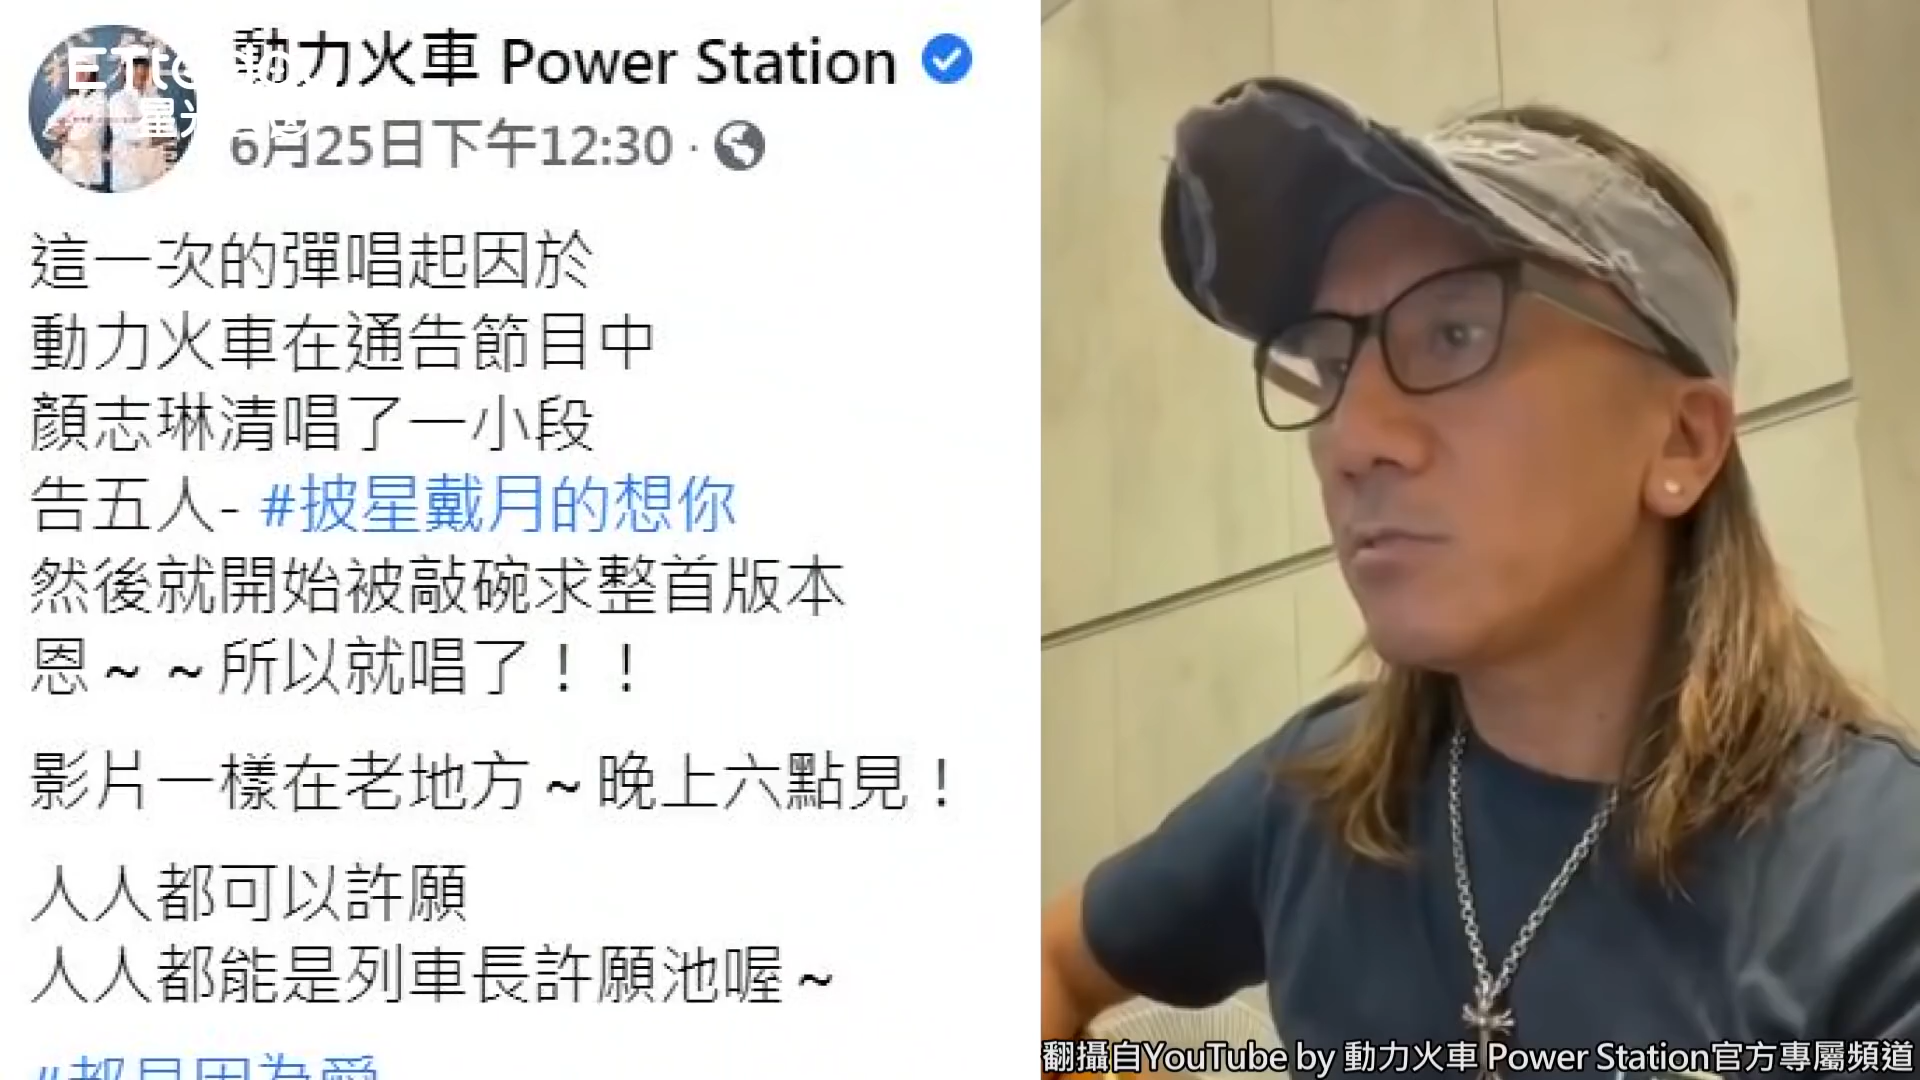 動力火車 Power Station
6月25日下午12:30
這一次的彈唱起因於
動力火車在通告節目中
顏志琳清唱了一小段
告五人- #披星戴月的想你
然後就開始被敲碗求整首版本
恩～～所以就唱了！！
影片一樣在老地方～晚上六點見！
人人都可以許願
人人都能是列車長許願池喔～
#都是因為愛
翻攝自YouTube by 動力火車 Power Station官方專屬頻道